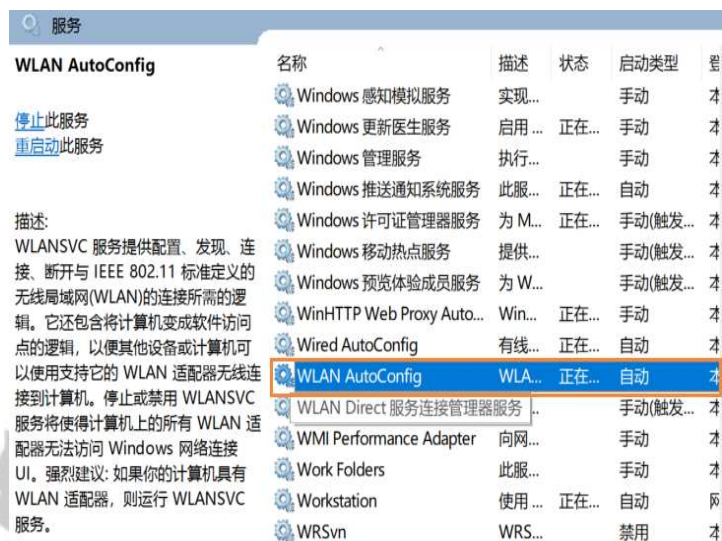 服务
WLAN AutoConfig
停止此服务
重启动此服务
描述:
WLANSVC 服务提供配置、发现、连
接、断开与 IEEE 802.11 标准定义的
无线局域网(WLAN)的连接所需的逻
辑。它还包含将计算机变成软件访问
点的逻辑，以便其他设备或计算机可
以使用支持它的 WLAN 适配器无线连
接到计算机。停止或禁用 WLANSVC
服务将使得计算机上的所有 WLAN 适
配器无法访问 Windows 网络连接
UI。强烈建议: 如果你的计算机具有
WLAN 适配器，则运行 WLANSVC
服务。
名称 描述 状态 启动类型 登
Windows 感知模拟服务 实现... 手动 本
Windows 更新医生服务 启用 ... 正在... 手动 本
Windows 管理服务 执行... 手动 本
Windows 推送通知系统服务 此服... 正在... 自动 本
Windows 许可证管理器服务 为 M... 正在... 手动(触发... 本
Windows 移动热点服务 提供... 手动(触发... 本
Windows 预览体验成员服务 为 W... 手动(触发... 本
WinHTTP Web Proxy Auto... Win... 正在... 手动 本
Wired AutoConfig 有线... 正在... 自动 本
WLAN AutoConfig WLA... 正在... 自动 本
WLAN Direct 服务连接管理器服务 .. 手动(触发... 本
WMI Performance Adapter 向网... 手动 本
Work Folders 此服... 手动 本
Workstation 使用 ... 正在... 自动 网
WRSvn WRS... 禁用 本